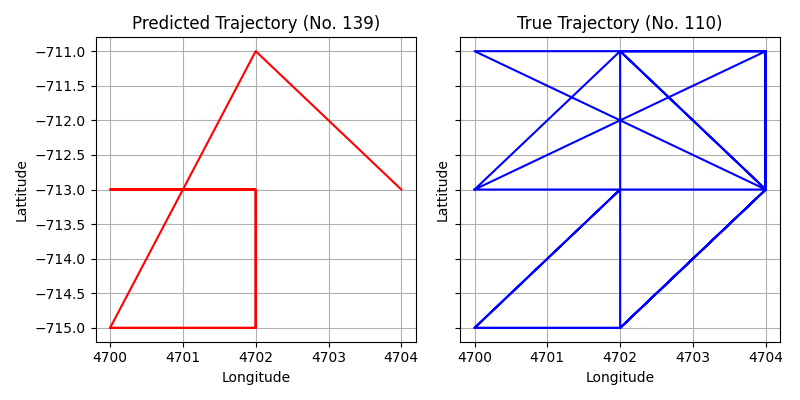 Predicted Trajectory (No. 139)
True Trajectory (No. 110)
−711.0
−711.5
−712.0
−712.5
−713.0
−713.5
−714.0
−714.5
−715.0
Lattitude
Lattitude
4700 4701 4702 4703 4704
4700 4701 4702 4703 4704
Longitude
Longitude